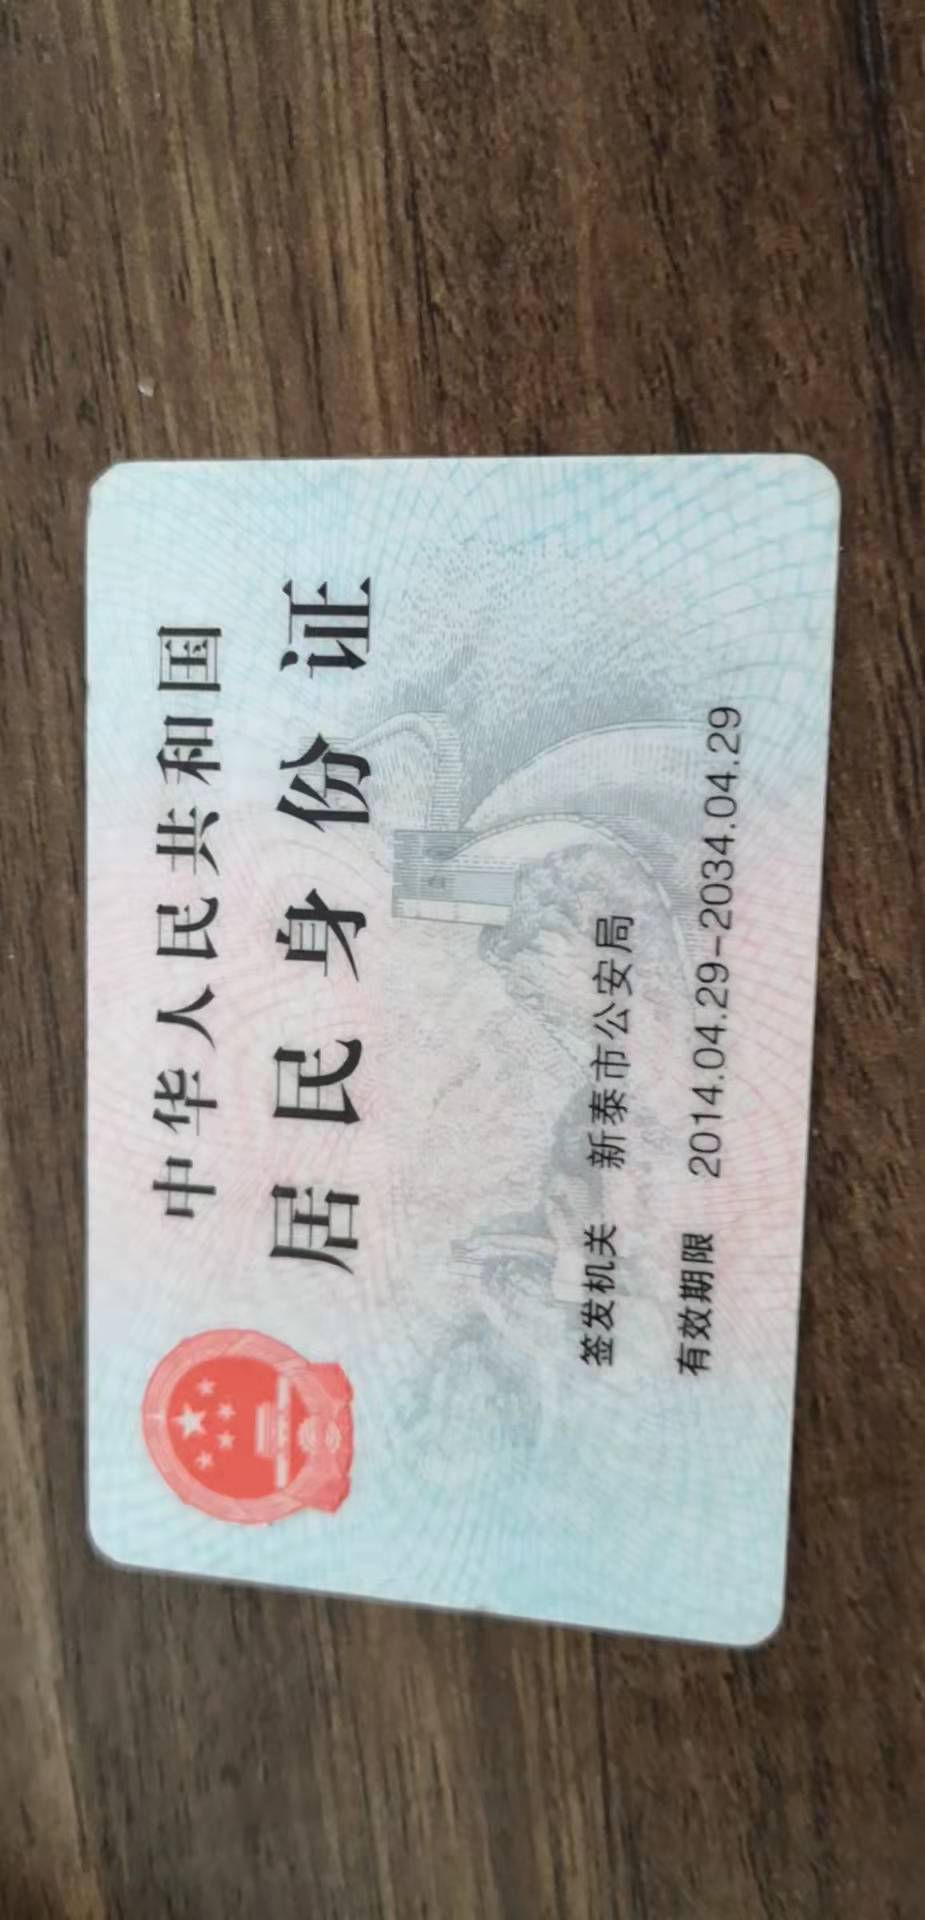 中华人民共和国
居民身份证
签发机关 新泰市公安局
有效期限 2014.04.29-2034.04.29